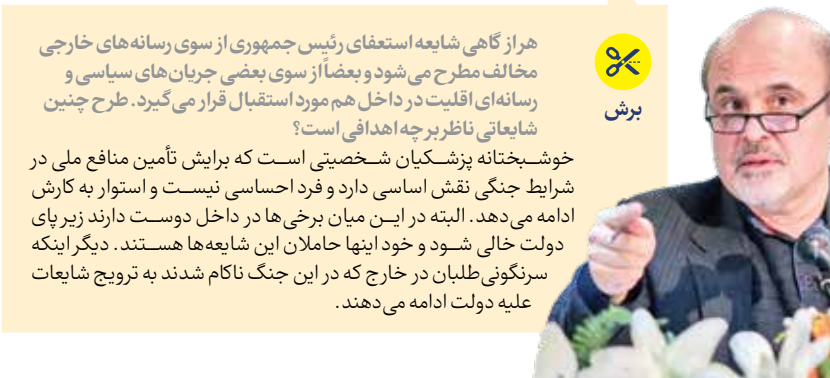 هر از گاهی شایعه استعفای رئیس‌جمهوری از سوی رسانه‌های خارجی
مخالف مطرح می‌شود و بعضاً از سوی بعضی جریان‌های سیاسی و
رسانه‌ای اقلیت در داخل هم مورد استقبال قرار می‌گیرد. طرح چنین
شایعاتی ناظر بر چه اهدافی است؟
برش
خوشبختانه پزشکیان شخصیتی است که برایش تأمین منافع ملی در
شرایط جنگی نقش اساسی دارد و فرد احساسی نیست و استوار به کارش
ادامه می‌دهد. البته در این میان برخی‌ها در داخل دوست دارند زیر پای
دولت خالی شود و خود اینها حاملان این شایعه‌ها هستند. دیگر اینکه
سرنگونی‌طلبان در خارج که در این جنگ ناکام شدند به ترویج شایعات
علیه دولت ادامه می‌دهند.